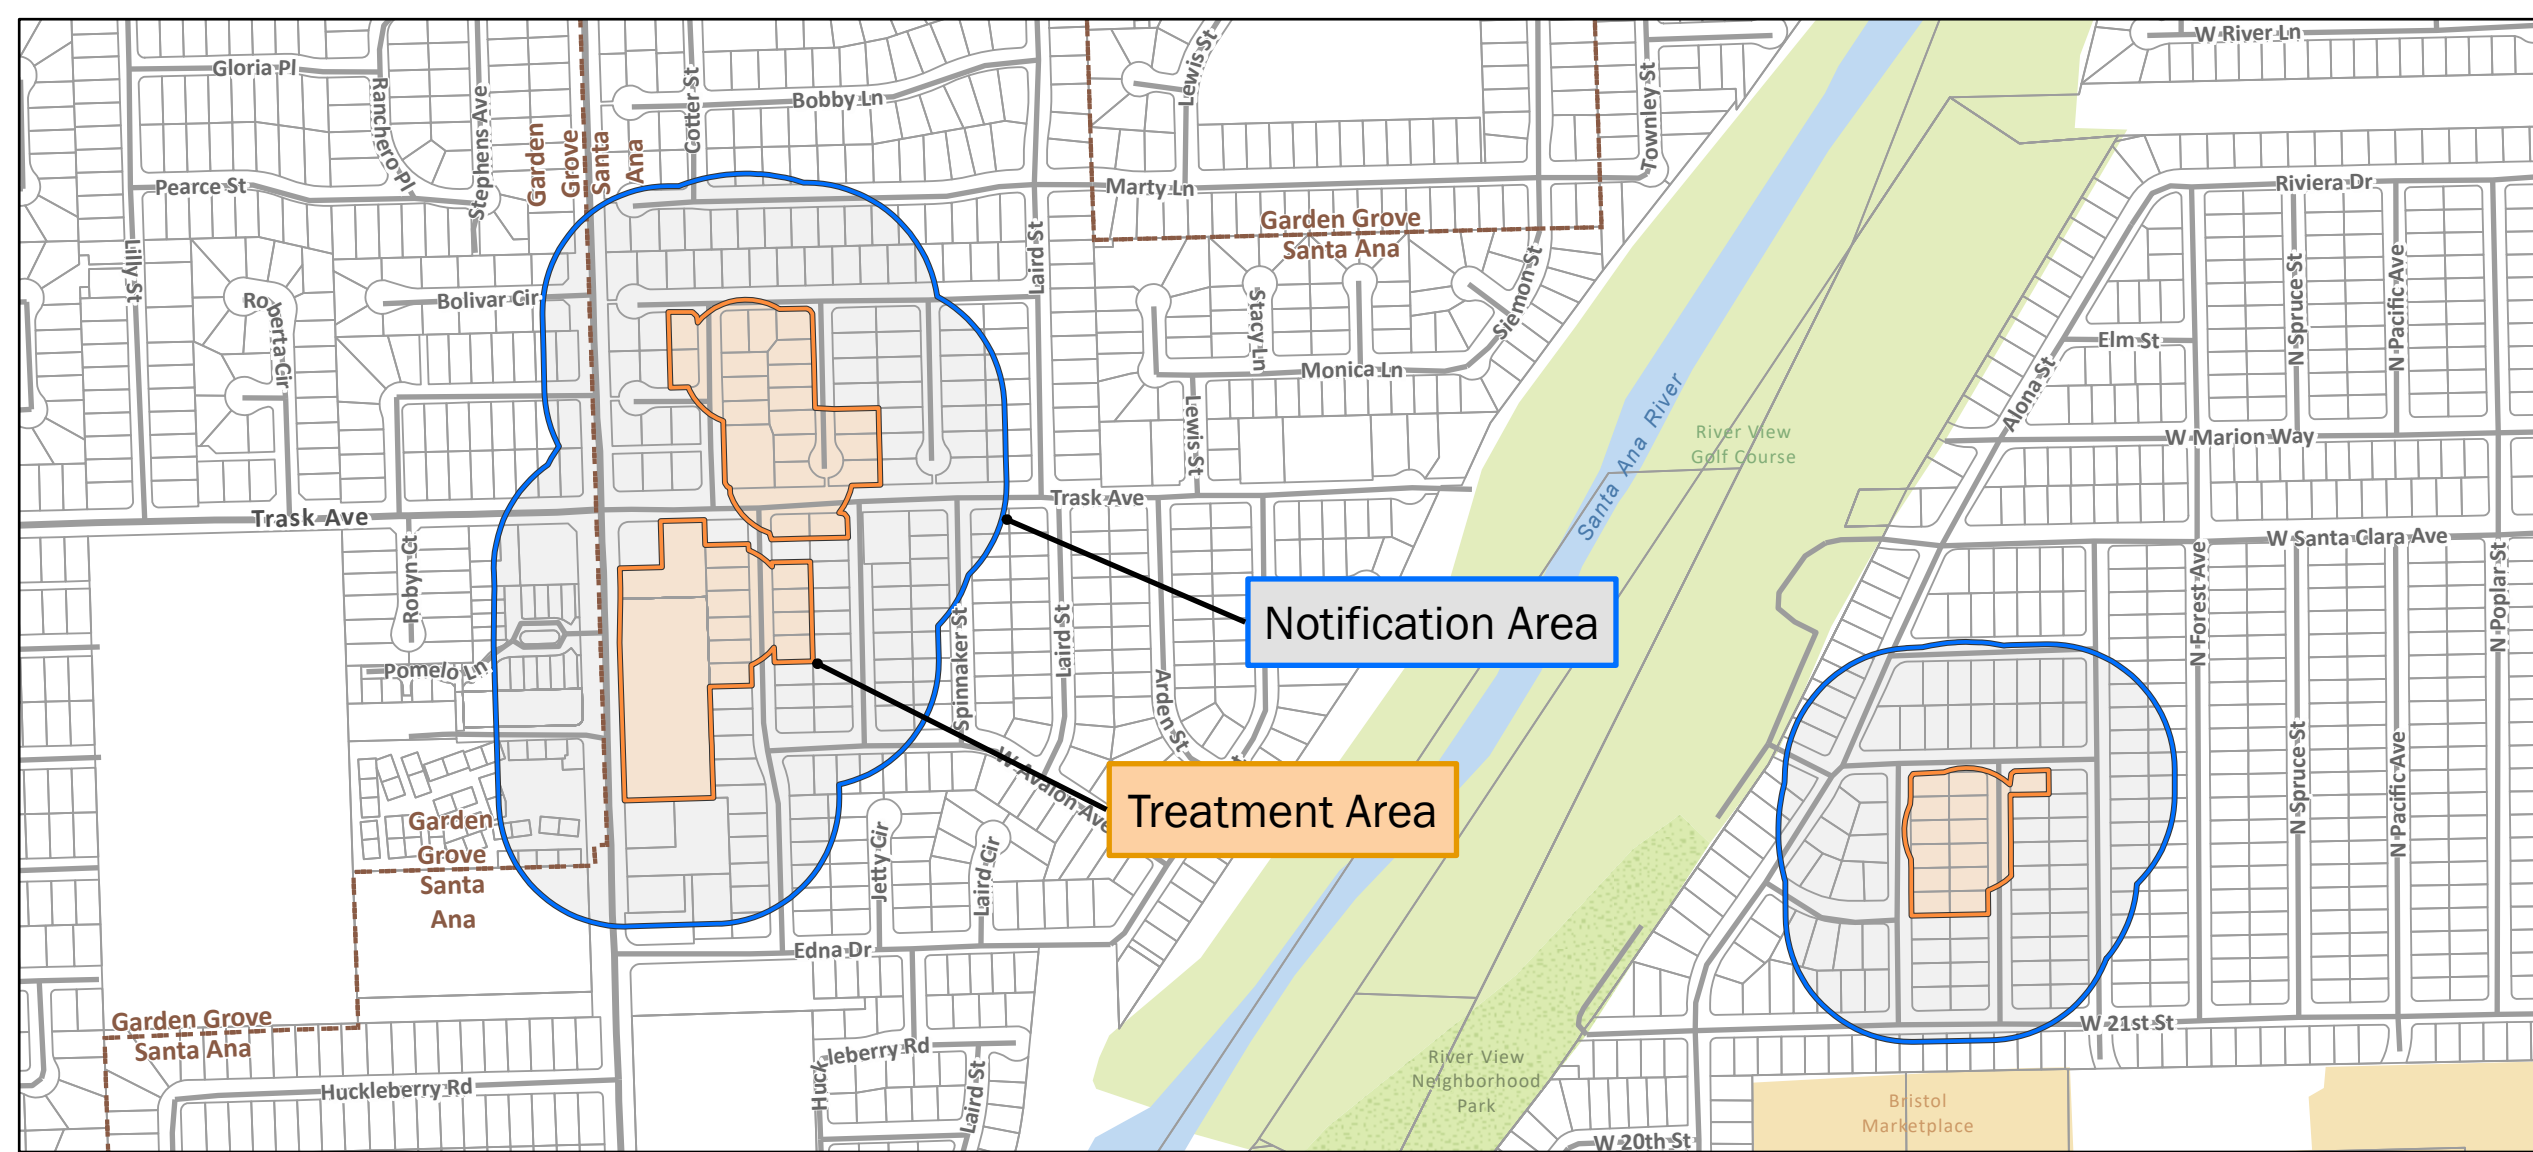 W River Ln
Gloria Pl
Ranchero Pl
Stephens Ave
Garden
Grove
Santa
Ana
Cotter St
Bobby Ln
Lewis St
Townley St
Pearce St
Marty Ln
Riviera Dr
Garden Grove
Santa Ana
Lilly St
Laird St
Roberta Cir
Bolivar Cir
Stacy Ln
Siemon St
Monica Ln
Elm St
N Spruce St
N Pacific Ave
Alona St
Santa Ana River
River View
Golf Course
W Marion Way
Lewis St
Trask Ave
Trask Ave
W Santa Clara Ave
Robyn Ct
N Forest Ave
N Poplar St
Notification Area
Pomelo Ln
Spinnaker St
Laird St
Arden St
W Avalon Ave
Treatment Area
N Spruce St
N Pacific Ave
Garden
Grove
Santa
Ana
Jetty Cir
Laird Cir
Edna Dr
Garden Grove
Santa Ana
W 21st St
Huckleberry Rd
Huckleberry Rd
Laird St
River View
Neighborhood
Park
Bristol
Marketplace
W 20th St